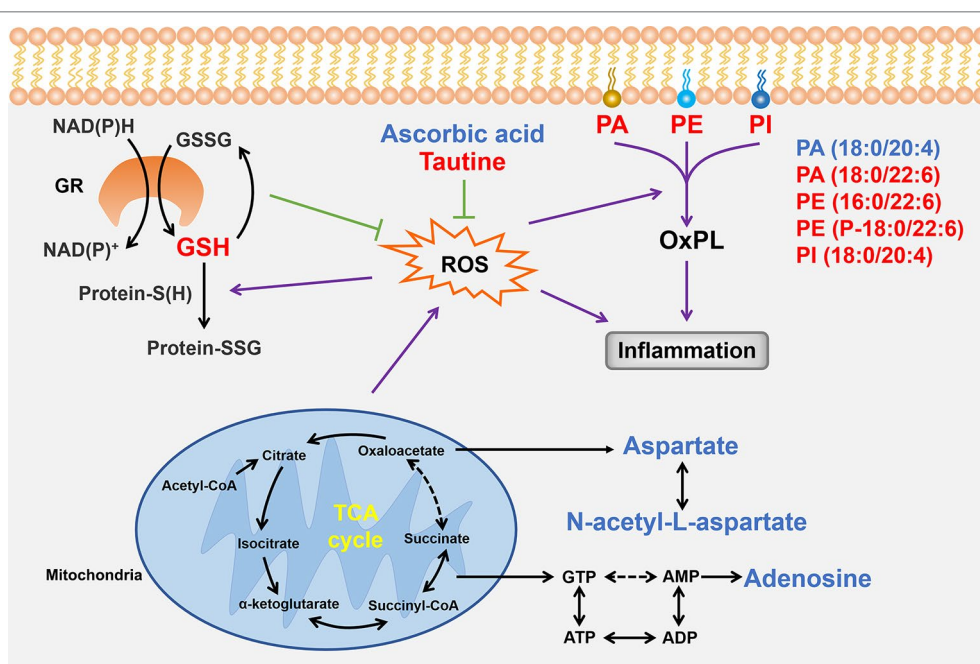 NAD(P)H
GSSG
GR
NAD(P)⁺
GSH
Protein-S(H)
Protein-SSG
Ascorbic acid
Tautine
ROS
PA
PE
PI
OxPL
Inflammation
PA (18:0/20:4)
PA (18:0/22:6)
PE (16:0/22:6)
PE (P-18:0/22:6)
PI (18:0/20:4)
Citrate
Oxaloacetate
Acetyl-CoA
TCA
cycle
Isocitrate
Succinate
Mitochondria
α-ketoglutarate
Succinyl-CoA
Aspartate
N-acetyl-L-aspartate
GTP
AMP
Adenosine
ATP
ADP